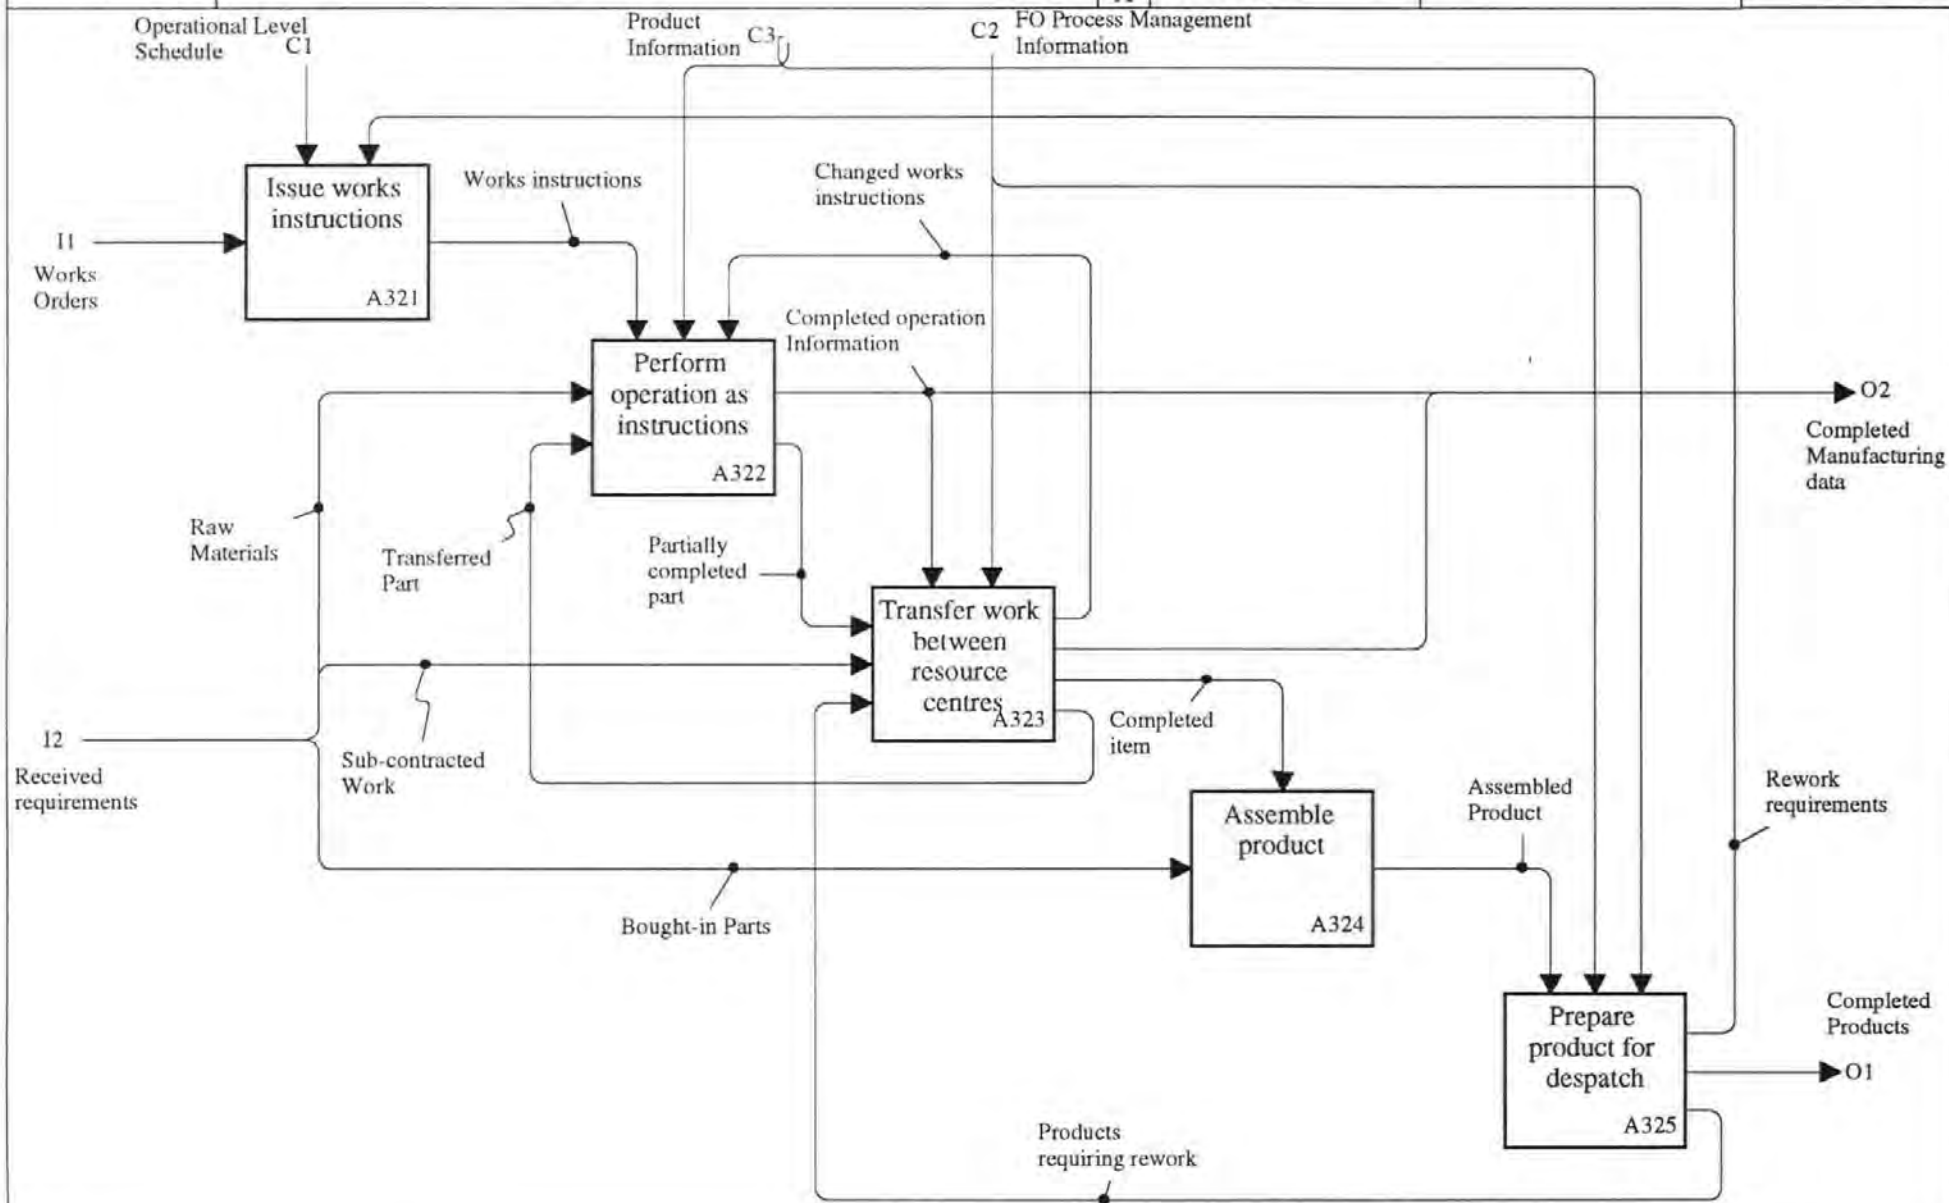 Operational Level
Schedule
C1
Product
Information
C3
C2
FO Process Management
Information
Issue works
instructions
A321
Works instructions
Changed works
instructions
I1
Works
Orders
Completed operation
Information
Perform
operation as
instructions
A322
O2
Completed
Manufacturing
data
Raw
Materials
Transferred
Part
Partially
completed
part
Transfer work
between
resource
centres
A323
Completed
item
I2
Received
requirements
Sub-contracted
Work
Assemble
product
A324
Assembled
Product
Rework
requirements
Bought-in Parts
Prepare
product for
despatch
A325
Completed
Products
O1
Products
requiring rework